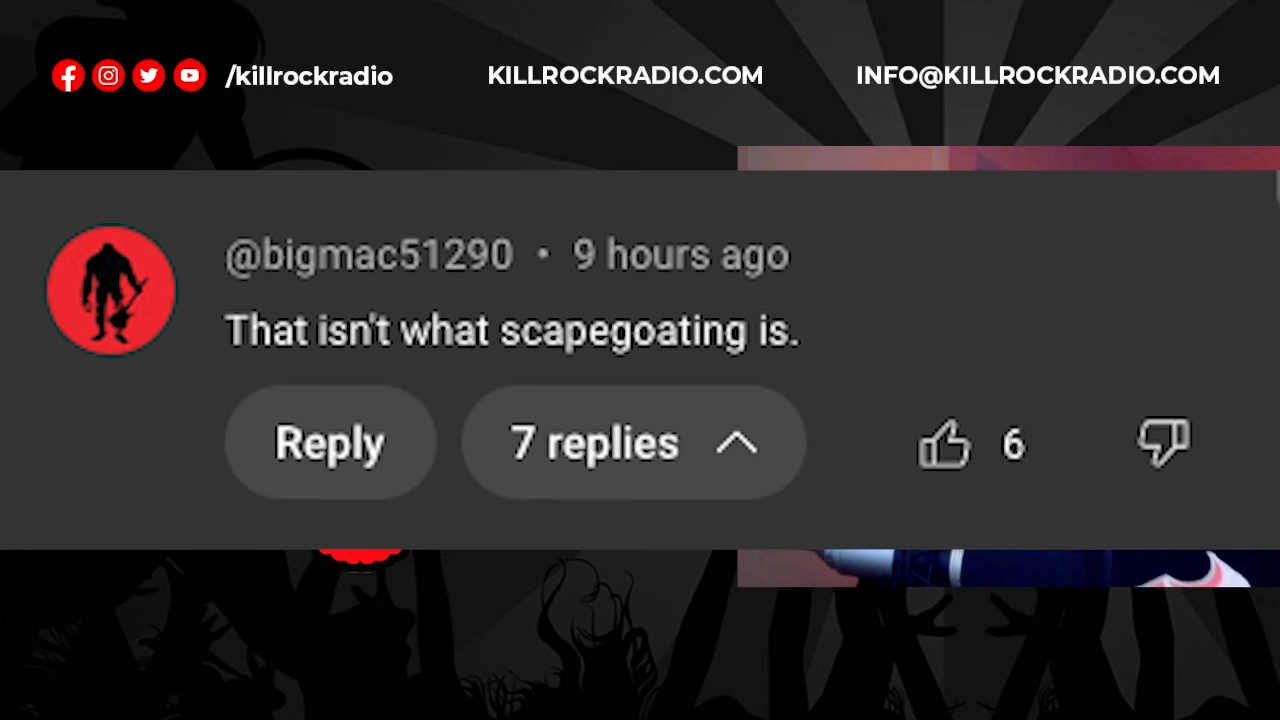 /killrockradio KILLROCKRADIO.COM INFO@KILLROCKRADIO.COM
@bigmac51290 • 9 hours ago
That isn't what scapegoating is.
Reply 7 replies 6